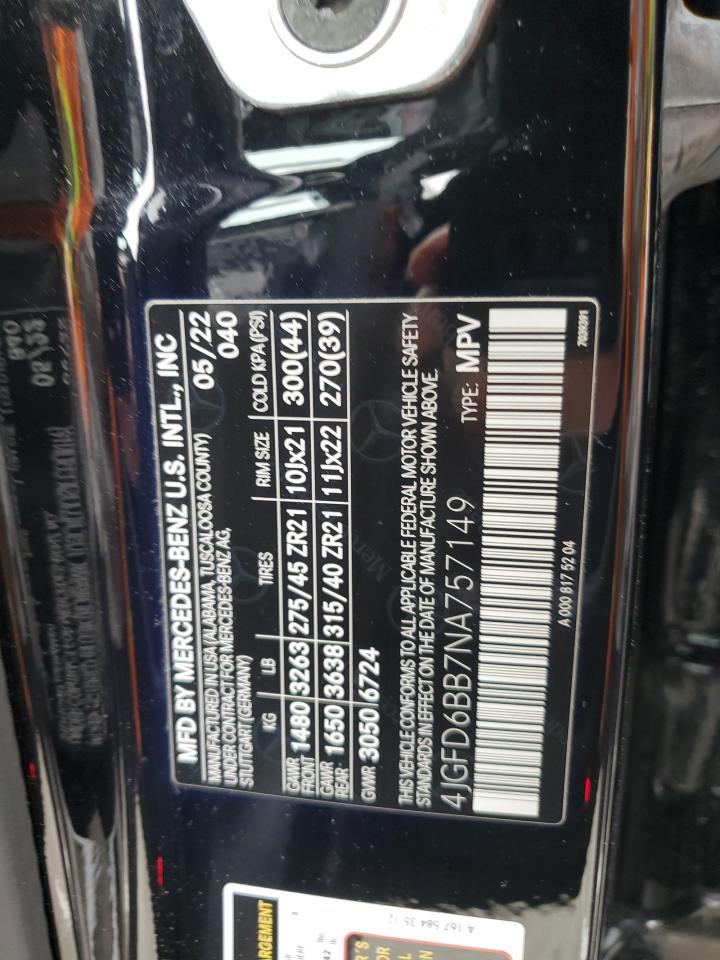 MFD BY MERCEDES-BENZ U.S. INTL., INC
MANUFACTURED IN USA (ALABAMA, TUSCALOOSA COUNTY) 05/22
UNDER CONTRACT FOR MERCEDES-BENZ AG, 040
STUTTGART (GERMANY)
KG LB TIRES RIM SIZE COLD KPA (PSI)
GAWR FRONT 1480 3263 275/45 ZR21 10Jx21 300(44)
GAWR REAR 1650 3638 315/40 ZR21 11Jx22 270(39)
GVWR 3050 6724
THIS VEHICLE CONFORMS TO ALL APPLICABLE FEDERAL MOTOR VEHICLE SAFETY
STANDARDS IN EFFECT ON THE DATE OF MANUFACTURE SHOWN ABOVE.
4JGFD6BB7NA757149 TYPE: MPV
A 000 817 52 04 7039391
A 167 584 35 12